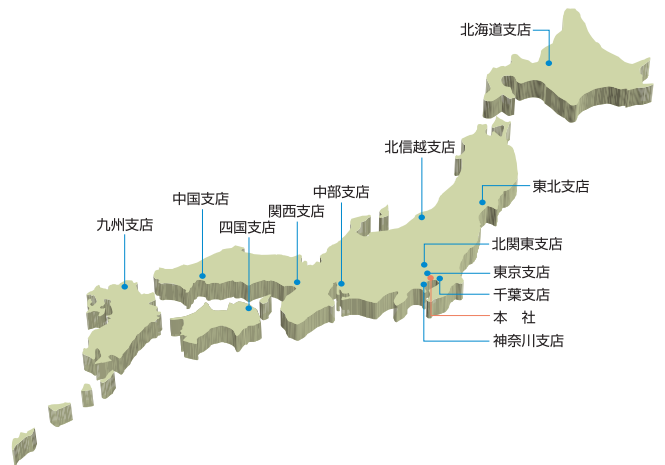 北海道支店
北信越支店
東北支店
中部支店
中国支店
関西支店
四国支店
九州支店
北関東支店
東京支店
千葉支店
本　社
神奈川支店